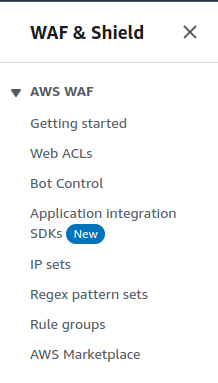 WAF & Shield
AWS WAF
Getting started
Web ACLs
Bot Control
Application integration
SDKs New
IP sets
Regex pattern sets
Rule groups
AWS Marketplace